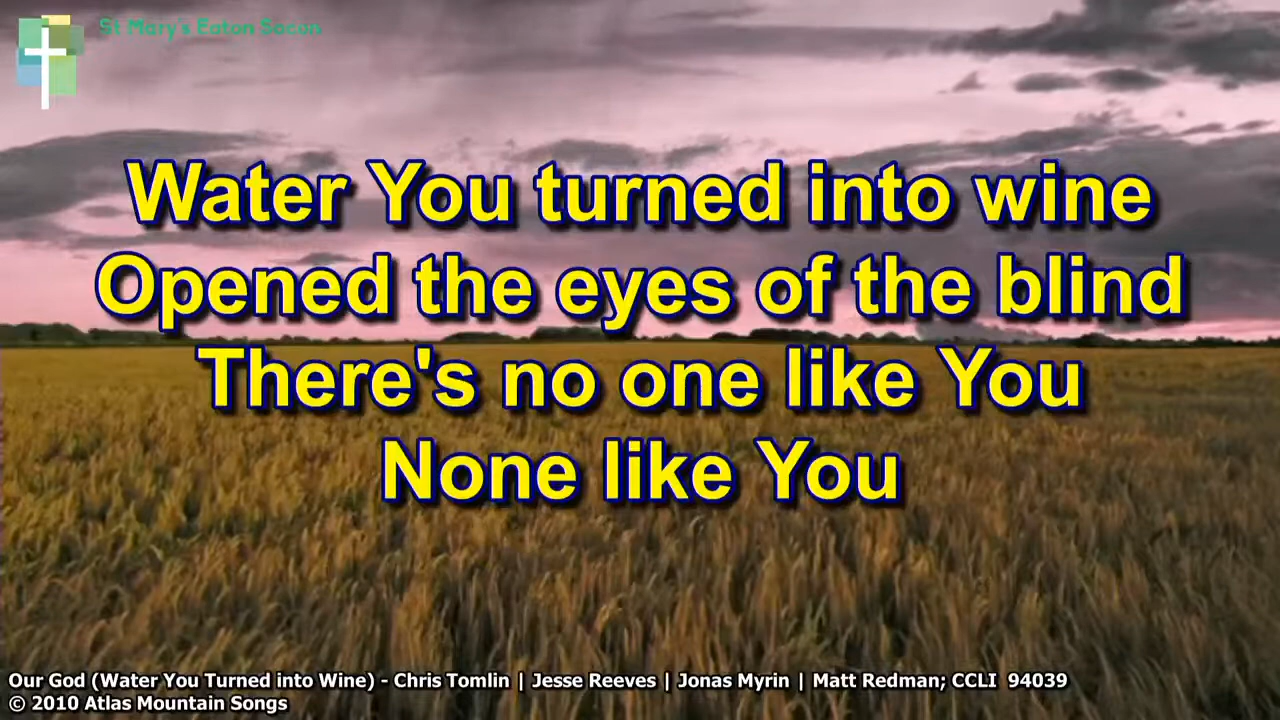 St Mary's Eaton Socon
Water You turned into wine
Opened the eyes of the blind
There's no one like You
None like You
Our God (Water You Turned into Wine) - Chris Tomlin | Jesse Reeves | Jonas Myrin | Matt Redman; CCLI 94039
© 2010 Atlas Mountain Songs